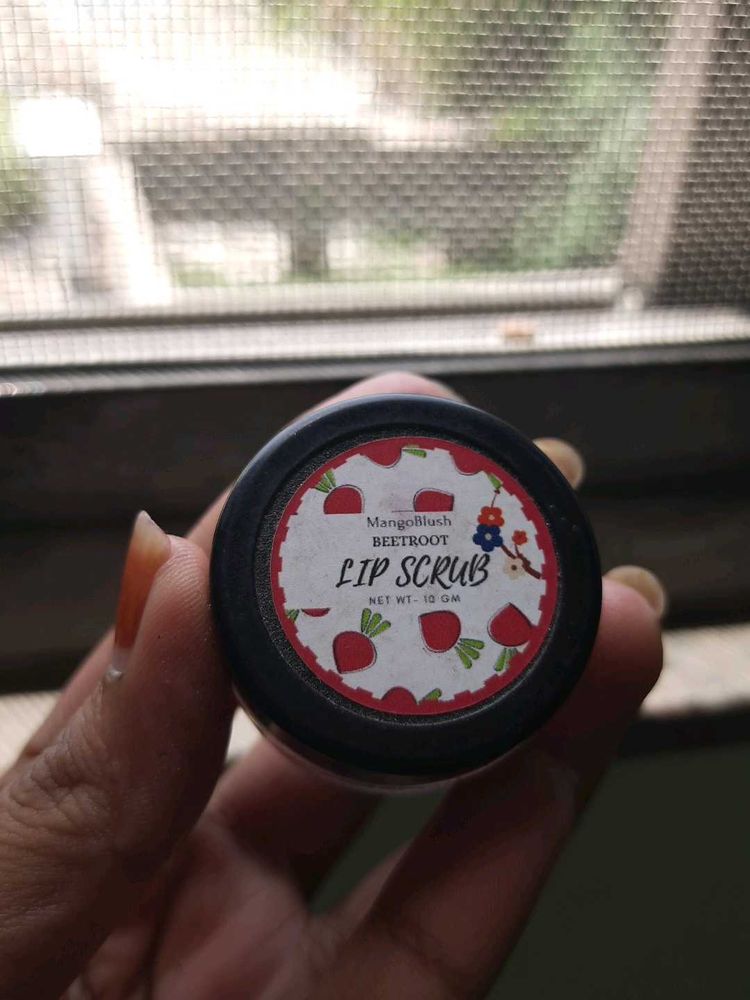 MangoBlush
BEETROOT
LIP SCRUB
NET WT- 10 GM